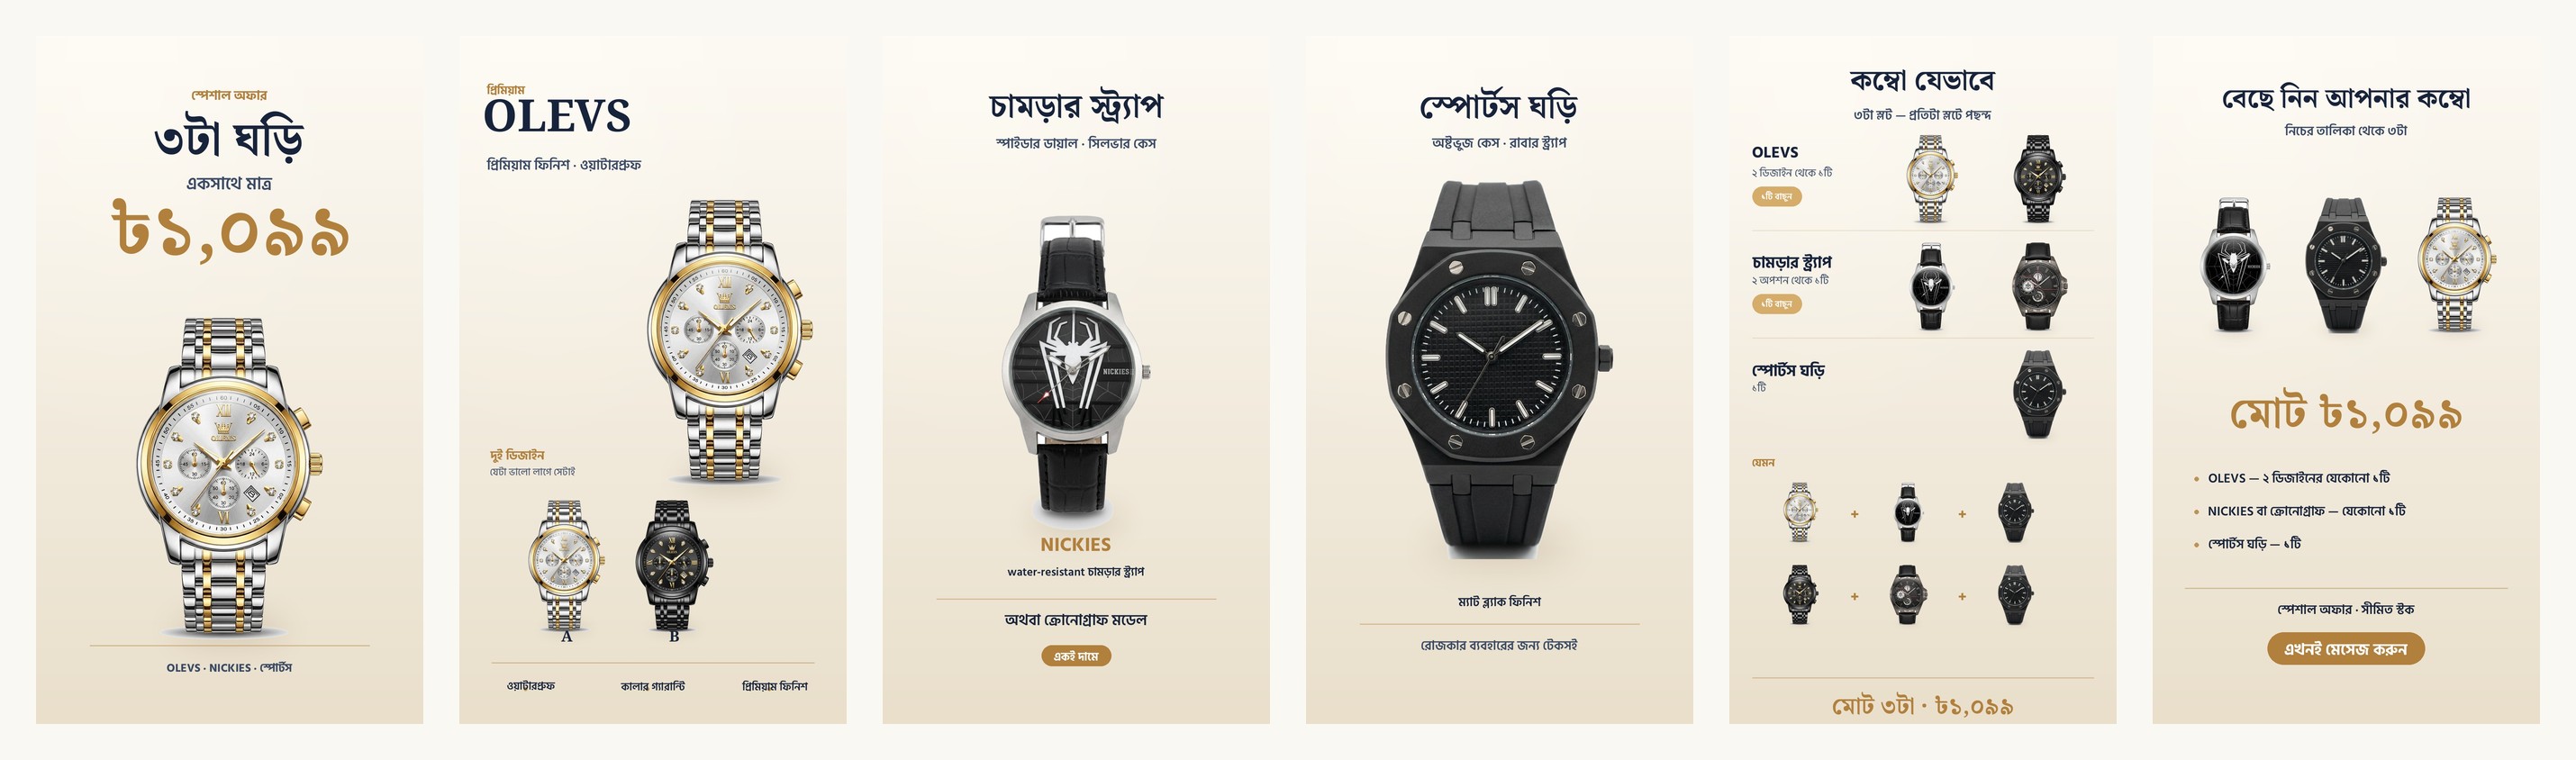 স্পেশাল অফার
৩টা ঘড়ি
একসাথে মাত্র
৳১,০৯৯
OLEVS · NICKIES · স্পোর্টস
প্রিমিয়াম
OLEVS
প্রিমিয়াম ফিনিশ · ওয়াটারপ্রুফ
দুই ডিজাইন
যেটা ভালো লাগে সেটাই
A B
ওয়াটারপ্রুফ কালার গ্যারান্টি প্রিমিয়াম ফিনিশ
চামড়ার স্ট্র্যাপ
স্পাইডার ডায়াল · সিলভার কেস
NICKIES
NICKIES
water-resistant চামড়ার স্ট্র্যাপ
অথবা ক্রোনোগ্রাফ মডেল
একই দামে
স্পোর্টস ঘড়ি
অষ্টভুজ কেস · রাবার স্ট্র্যাপ
ম্যাট ব্ল্যাক ফিনিশ
রোজকার ব্যবহারের জন্য টেকসই
কম্বো যেভাবে
৩টা স্লট — প্রতিটা স্লটে পছন্দ
OLEVS
২ ডিজাইন থেকে ১টি
১টি বাছুন
চামড়ার স্ট্র্যাপ
২ অপশন থেকে ১টি
১টি বাছুন
স্পোর্টস ঘড়ি
১টি
যেমন
+ +
+ +
মোট ৩টা · ৳১,০৯৯
বেছে নিন আপনার কম্বো
নিচের তালিকা থেকে ৩টা
মোট ৳১,০৯৯
• OLEVS — ২ ডিজাইনের যেকোনো ১টি
• NICKIES বা ক্রোনোগ্রাফ — যেকোনো ১টি
• স্পোর্টস ঘড়ি — ১টি
স্পেশাল অফার · সীমিত স্টক
এখনই মেসেজ করুন